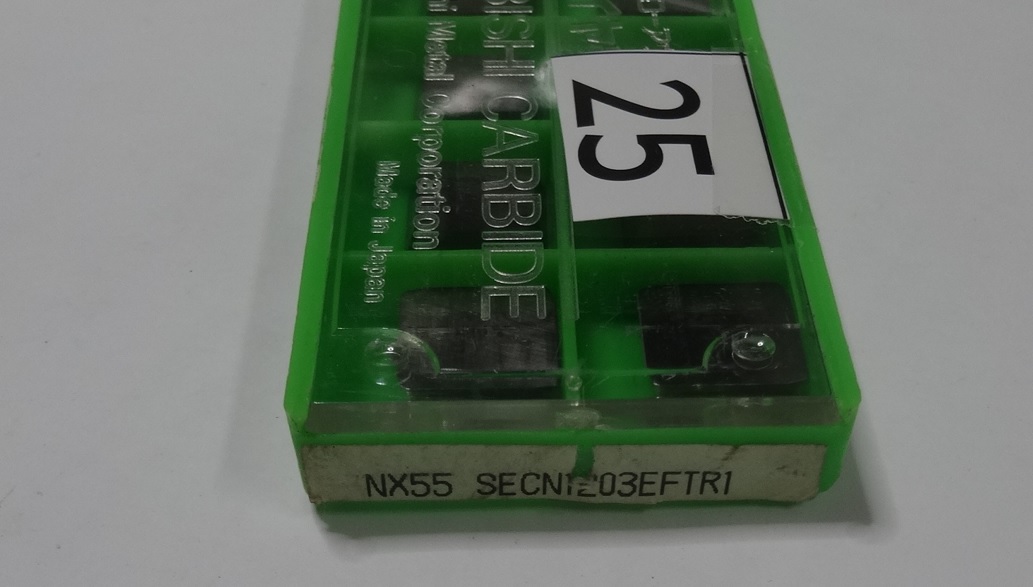 25
BISHI CARBIDE
Metal Corporation
Made in Japan
NX55 SECN1203EFTR1